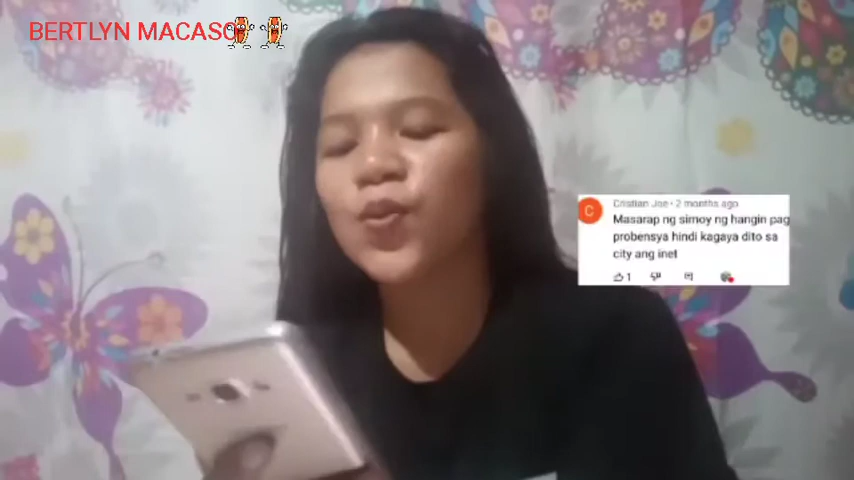 BERTLYN MACASO
Cristian Joe • 2 months ago
Masarap ng simoy ng hangin pag
probensya hindi kagaya dito sa
city ang inet
1